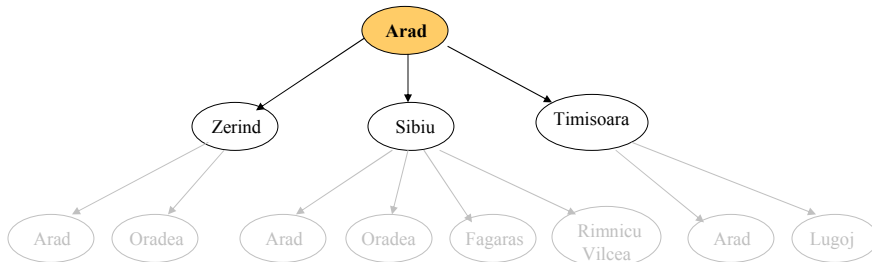 Arad
Zerind
Sibiu
Timisoara
Arad
Oradea
Arad
Oradea
Fagaras
Rimnicu
Vilcea
Arad
Lugoj